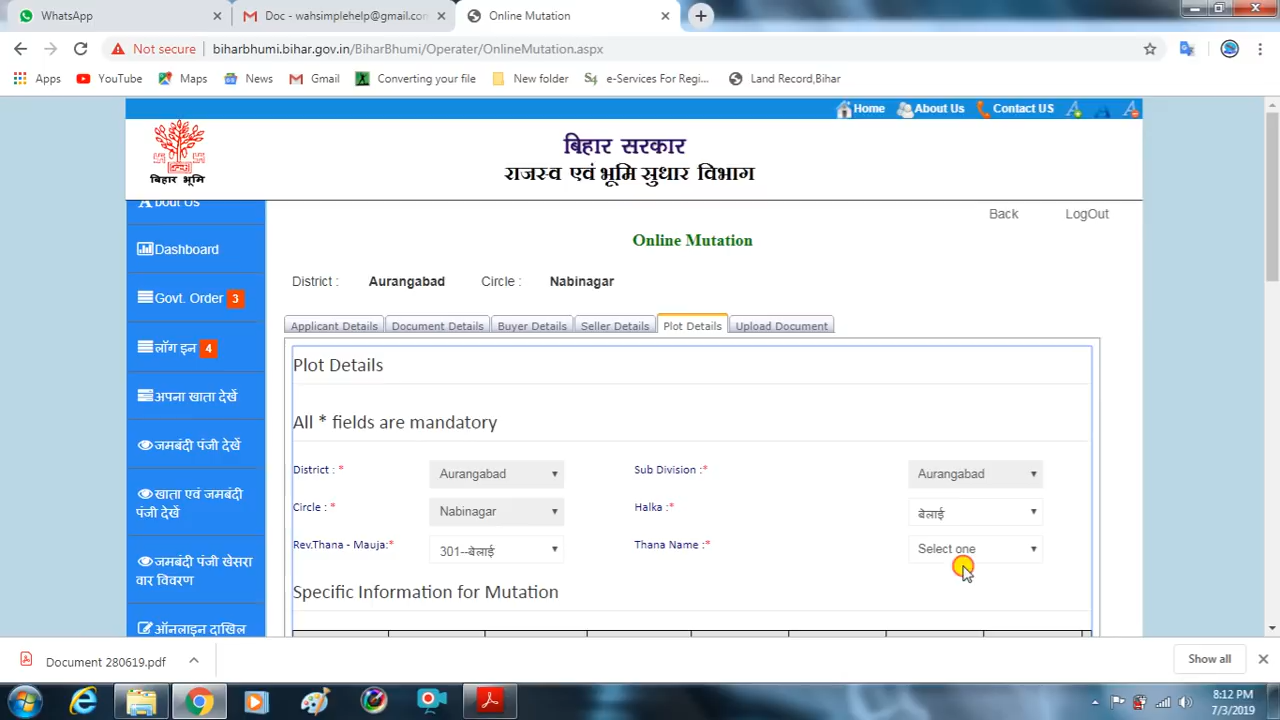 WhatsApp
Doc - wahsimplehelp@gmail.com
Online Mutation
Not secure
biharbhumi.bihar.gov.in/BiharBhumi/Operater/OnlineMutation.aspx
Apps
YouTube
Maps
News
Gmail
Converting your file
New folder
e-Services For Regi...
Land Record,Bihar
Home
About Us
Contact US
बिहार सरकार
राजस्व एवं भूमि सुधार विभाग
बिहार भूमि
About Us
Dashboard
Govt. Order 3
लॉग इन 4
अपना खाता देखें
जमबंदी पंजी देखें
खाता एवं जमबंदी
पंजी देखें
जमबंदी पंजी खेसरा
वार विवरण
ऑनलाइन दाखिल
Back
LogOut
Online Mutation
District : Aurangabad Circle : Nabinagar
Applicant Details
Document Details
Buyer Details
Seller Details
Plot Details
Upload Document
Plot Details
All * fields are mandatory
District : * Aurangabad Sub Division :* Aurangabad
Circle : * Nabinagar Halka :* बेलाई
Rev.Thana - Mauja:* 301--बेलाई Thana Name :* Select one
Specific Information for Mutation
Document 280619.pdf
Show all
8:12 PM
7/3/2019